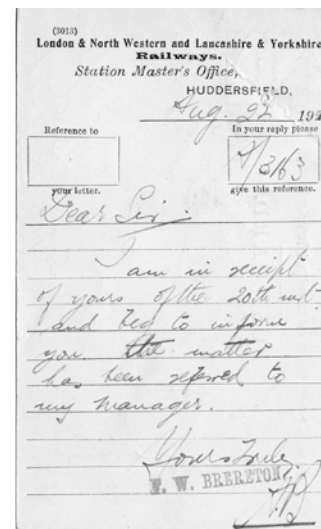 (3013)
London & North Western and Lancashire & Yorkshire
Railways.
Station Master's Office,
HUDDERSFIELD,
Aug. 22 192
Reference to
In your reply please
7/3163
your letter.
give this reference.
Dear Sir.
I am in receipt
of yours of the 20th inst
and beg to inform
you the matter
has been referred to
my manager.
Yours truly,
F. W. BRERETON,